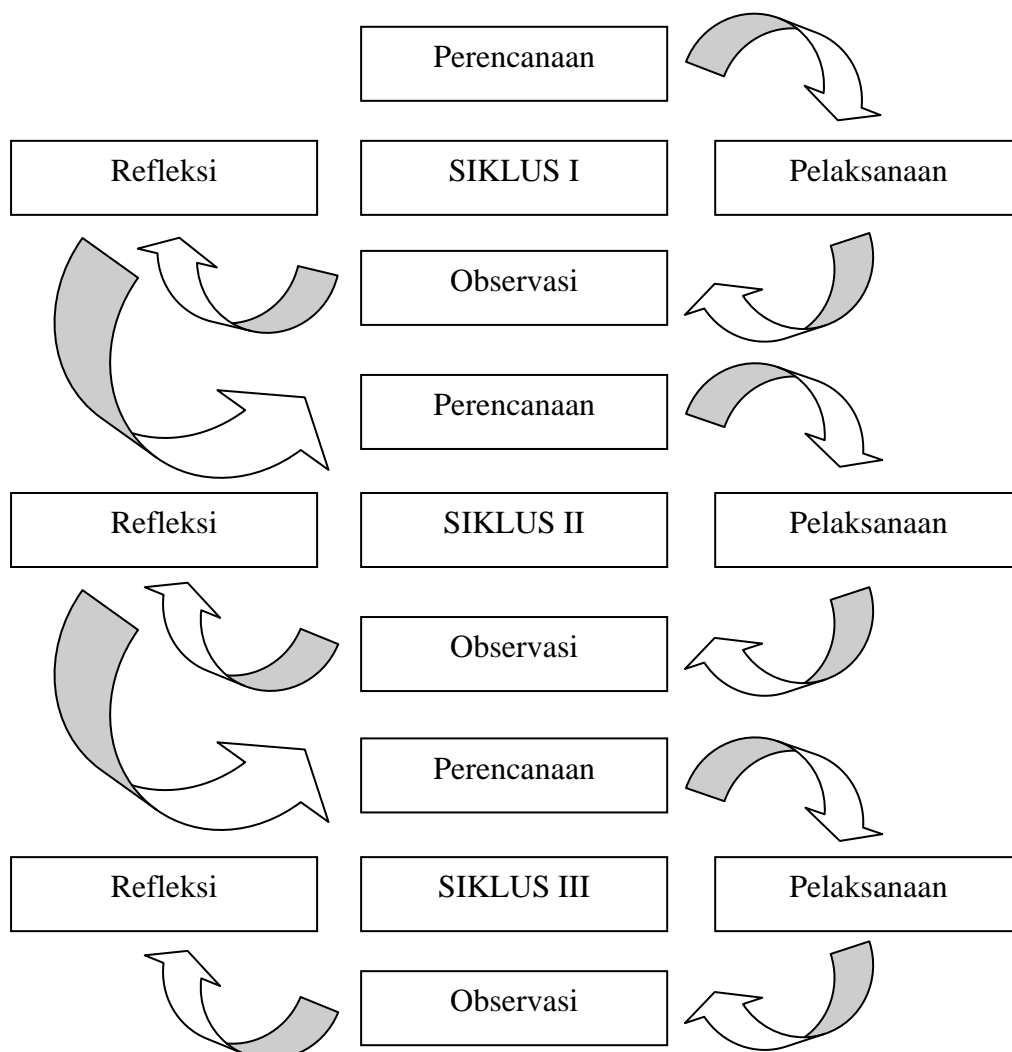 Perencanaan
Refleksi
SIKLUS I
Pelaksanaan
Observasi
Perencanaan
Refleksi
SIKLUS II
Pelaksanaan
Observasi
Perencanaan
Refleksi
SIKLUS III
Pelaksanaan
Observasi